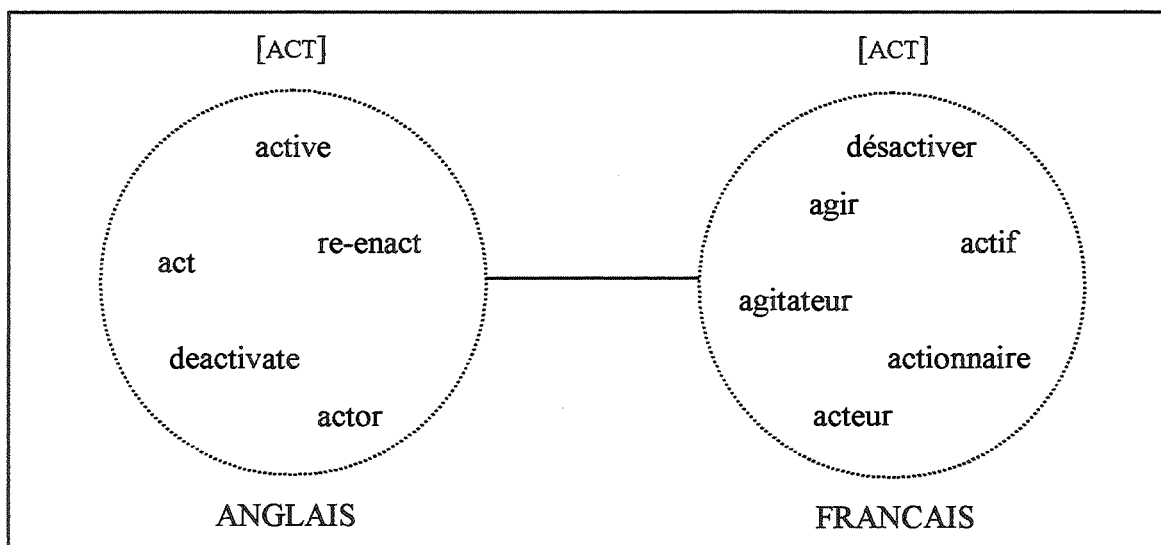 [ACT]
active
act
re-enact
deactivate
actor
ANGLAIS
[ACT]
désactiver
agir
actif
agitateur
actionnaire
acteur
FRANCAIS